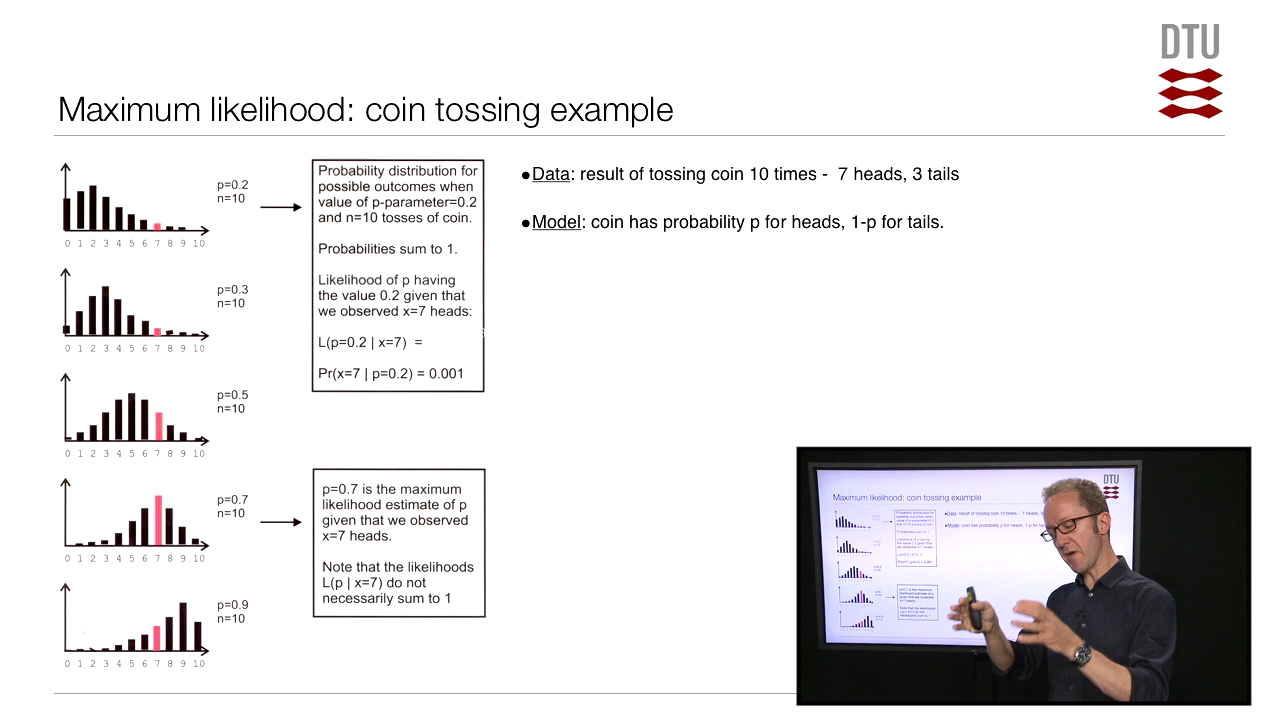 DTU
Maximum likelihood: coin tossing example
p=0.2
n=10
0 1 2 3 4 5 6 7 8 9 10
p=0.3
n=10
0 1 2 3 4 5 6 7 8 9 10
p=0.5
n=10
0 1 2 3 4 5 6 7 8 9 10
p=0.7
n=10
0 1 2 3 4 5 6 7 8 9 10
p=0.9
n=10
0 1 2 3 4 5 6 7 8 9 10
Probability distribution for
possible outcomes when
value of p-parameter=0.2
and n=10 tosses of coin.
Probabilities sum to 1.
Likelihood of p having
the value 0.2 given that
we observed x=7 heads:
L(p=0.2 | x=7) =
Pr(x=7 | p=0.2) = 0.001
p=0.7 is the maximum
likelihood estimate of p
given that we observed
x=7 heads.
Note that the likelihoods
L(p | x=7) do not
necessarily sum to 1
●Data: result of tossing coin 10 times - 7 heads, 3 tails
●Model: coin has probability p for heads, 1-p for tails.
Maximum likelihood: coin tossing example
DTU